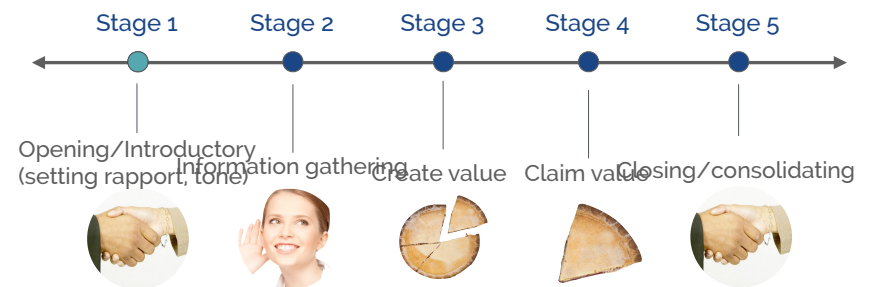 Stage 1
Stage 2
Stage 3
Stage 4
Stage 5
Opening/Introductory
(setting rapport, tone)
Information gathering
Create value
Claim value
Closing/consolidating